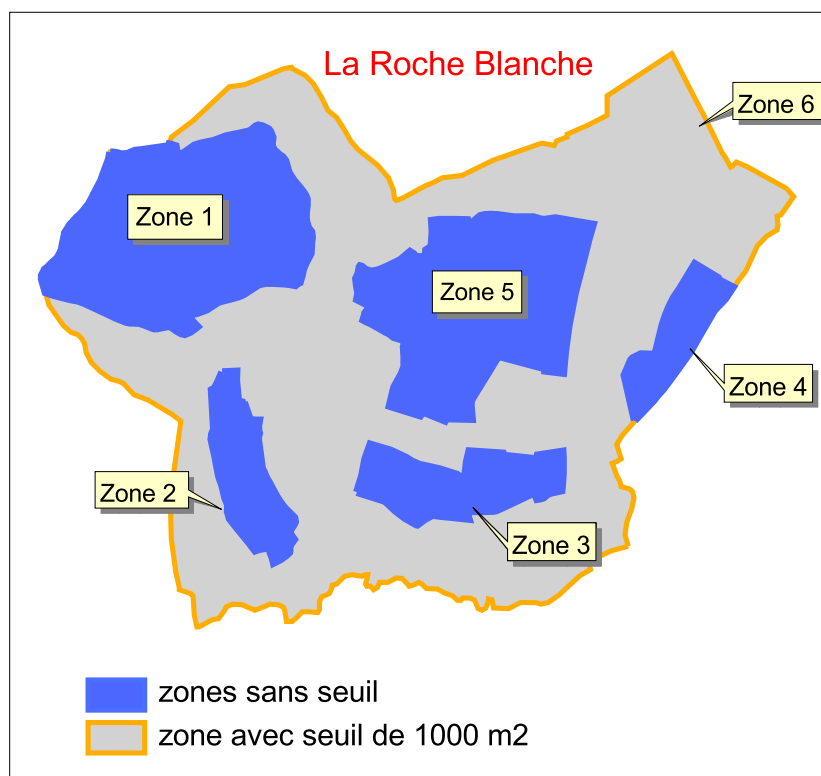 La Roche Blanche
Zone 6
Zone 1
Zone 5
Zone 4
Zone 2
Zone 3
zones sans seuil
zone avec seuil de 1000 m2